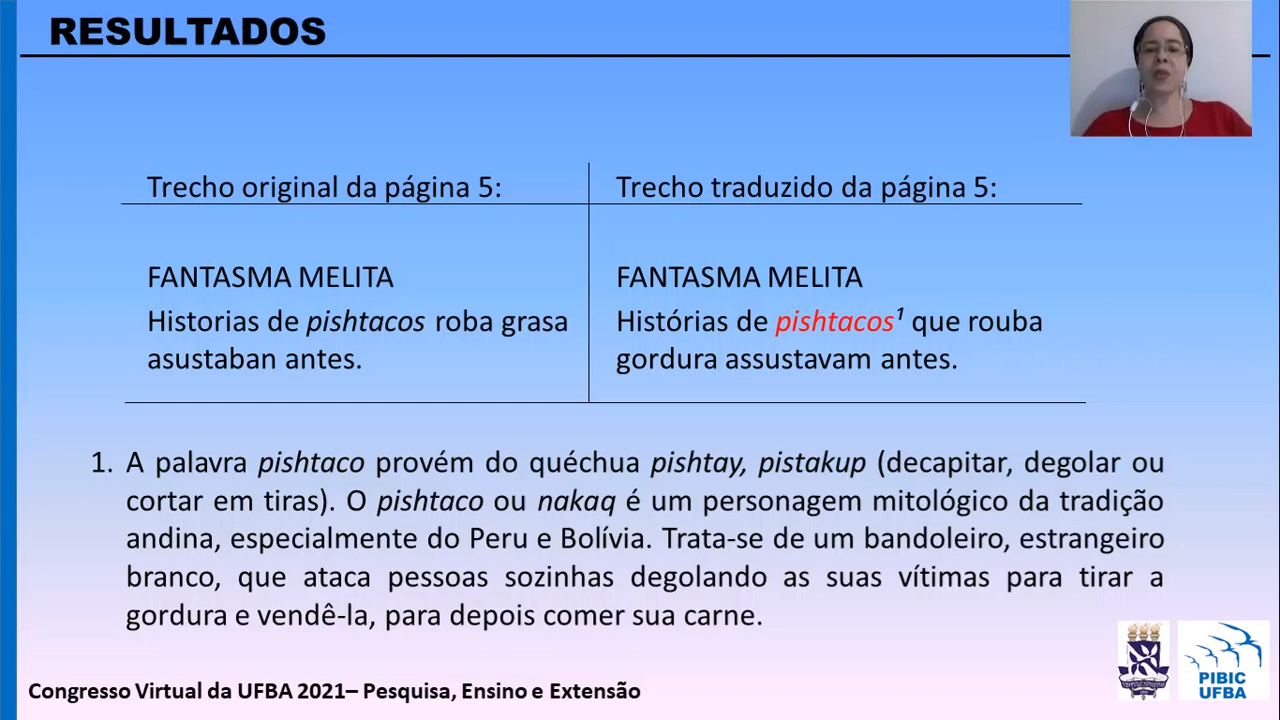 RESULTADOS
Trecho original da página 5:
Trecho traduzido da página 5:
FANTASMA MELITA
Historias de pishtacos roba grasa
asustaban antes.
FANTASMA MELITA
Histórias de pishtacos¹ que rouba
gordura assustavam antes.
1. A palavra pishtaco provém do quéchua pishtay, pistakup (decapitar, degolar ou
cortar em tiras). O pishtaco ou nakaq é um personagem mitológico da tradição
andina, especialmente do Peru e Bolívia. Trata-se de um bandoleiro, estrangeiro
branco, que ataca pessoas sozinhas degolando as suas vítimas para tirar a
gordura e vendê-la, para depois comer sua carne.
PIBIC
UFBA
Congresso Virtual da UFBA 2021– Pesquisa, Ensino e Extensão